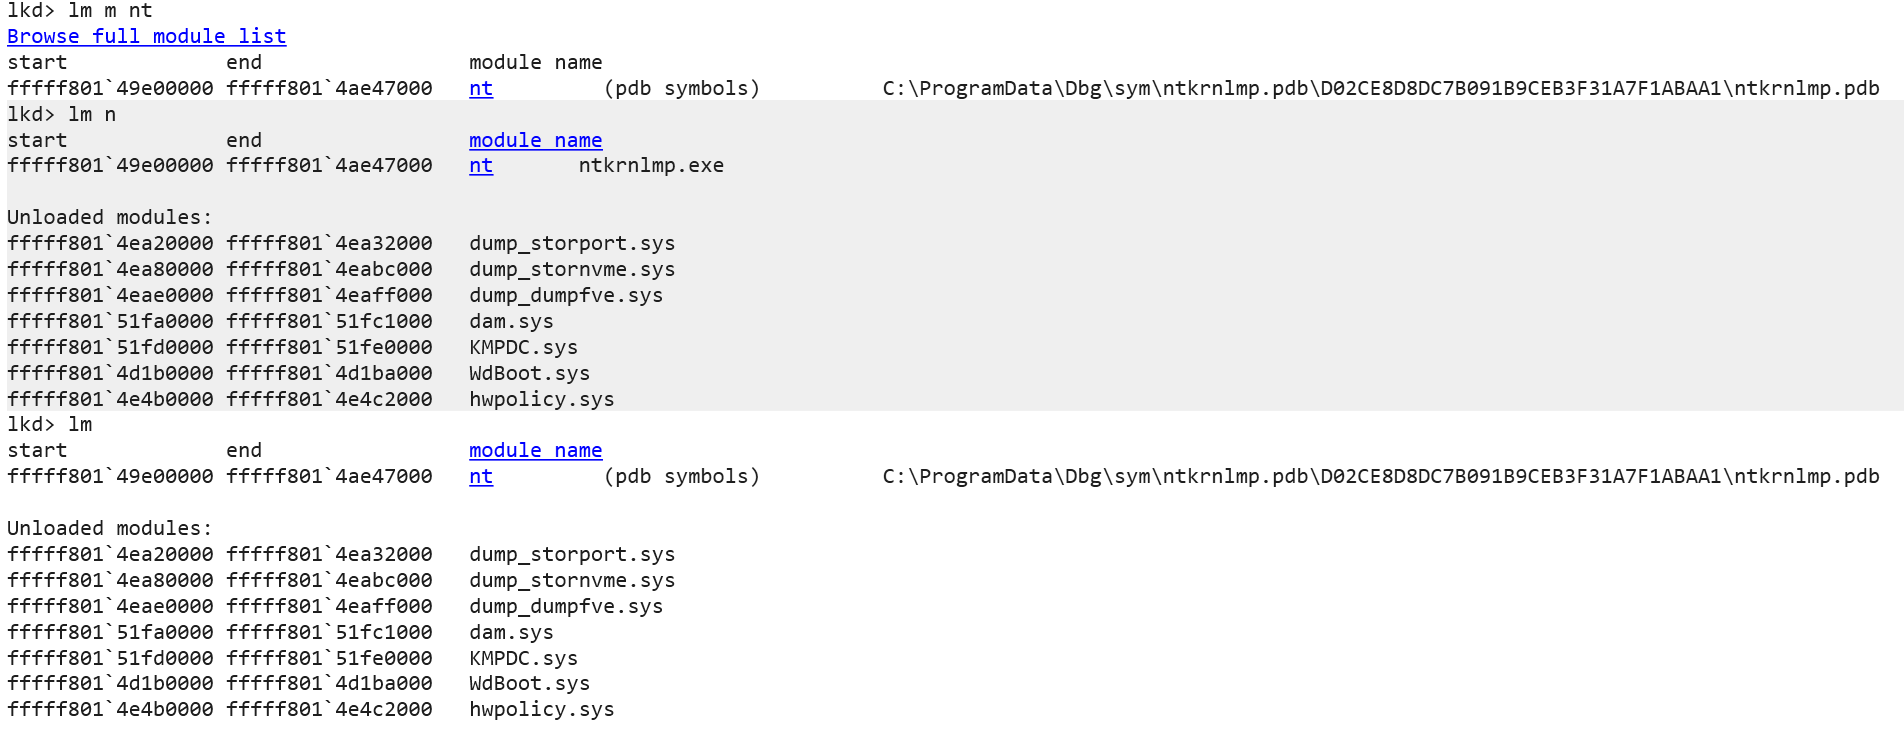 lkd> lm m nt
Browse full module list
start             end                 module name
fffff801`49e00000 fffff801`4ae47000   nt         (pdb symbols)          C:\ProgramData\Dbg\sym\ntkrnlmp.pdb\D02CE8D8DC7B091B9CEB3F31A7F1ABAA1\ntkrnlmp.pdb
lkd> lm n
start             end                 module name
fffff801`49e00000 fffff801`4ae47000   nt       ntkrnlmp.exe
Unloaded modules:
fffff801`4ea20000 fffff801`4ea32000   dump_storport.sys
fffff801`4ea80000 fffff801`4eabc000   dump_stornvme.sys
fffff801`4eae0000 fffff801`4eaff000   dump_dumpfve.sys
fffff801`51fa0000 fffff801`51fc1000   dam.sys
fffff801`51fd0000 fffff801`51fe0000   KMPDC.sys
fffff801`4d1b0000 fffff801`4d1ba000   WdBoot.sys
fffff801`4e4b0000 fffff801`4e4c2000   hwpolicy.sys
lkd> lm
start             end                 module name
fffff801`49e00000 fffff801`4ae47000   nt         (pdb symbols)          C:\ProgramData\Dbg\sym\ntkrnlmp.pdb\D02CE8D8DC7B091B9CEB3F31A7F1ABAA1\ntkrnlmp.pdb
Unloaded modules:
fffff801`4ea20000 fffff801`4ea32000   dump_storport.sys
fffff801`4ea80000 fffff801`4eabc000   dump_stornvme.sys
fffff801`4eae0000 fffff801`4eaff000   dump_dumpfve.sys
fffff801`51fa0000 fffff801`51fc1000   dam.sys
fffff801`51fd0000 fffff801`51fe0000   KMPDC.sys
fffff801`4d1b0000 fffff801`4d1ba000   WdBoot.sys
fffff801`4e4b0000 fffff801`4e4c2000   hwpolicy.sys